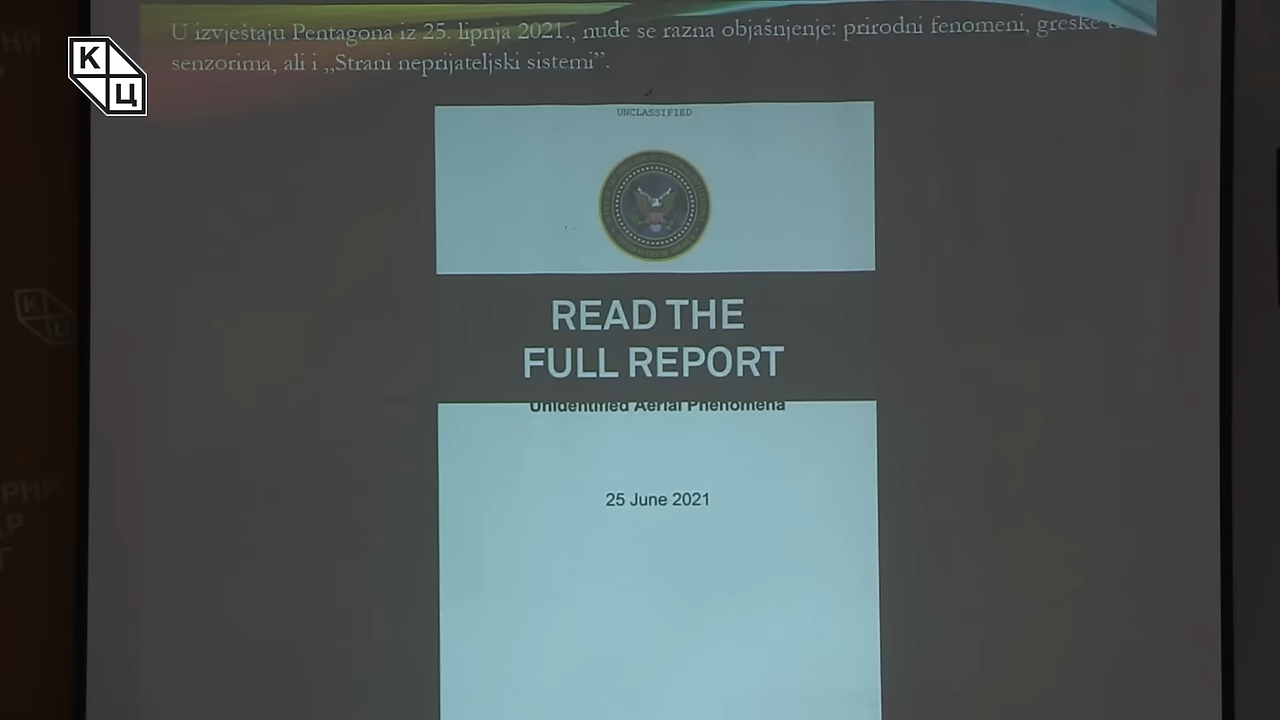 U izvještaju Pentagona iz 25. lipnja 2021., nude se razna objašnjenje: prirodni fenomeni, greške u
senzorima, ali i „Strani neprijateljski sistemi”.
К
Ц
UNCLASSIFIED
READ THE
FULL REPORT
Unidentified Aerial Phenomena
25 June 2021